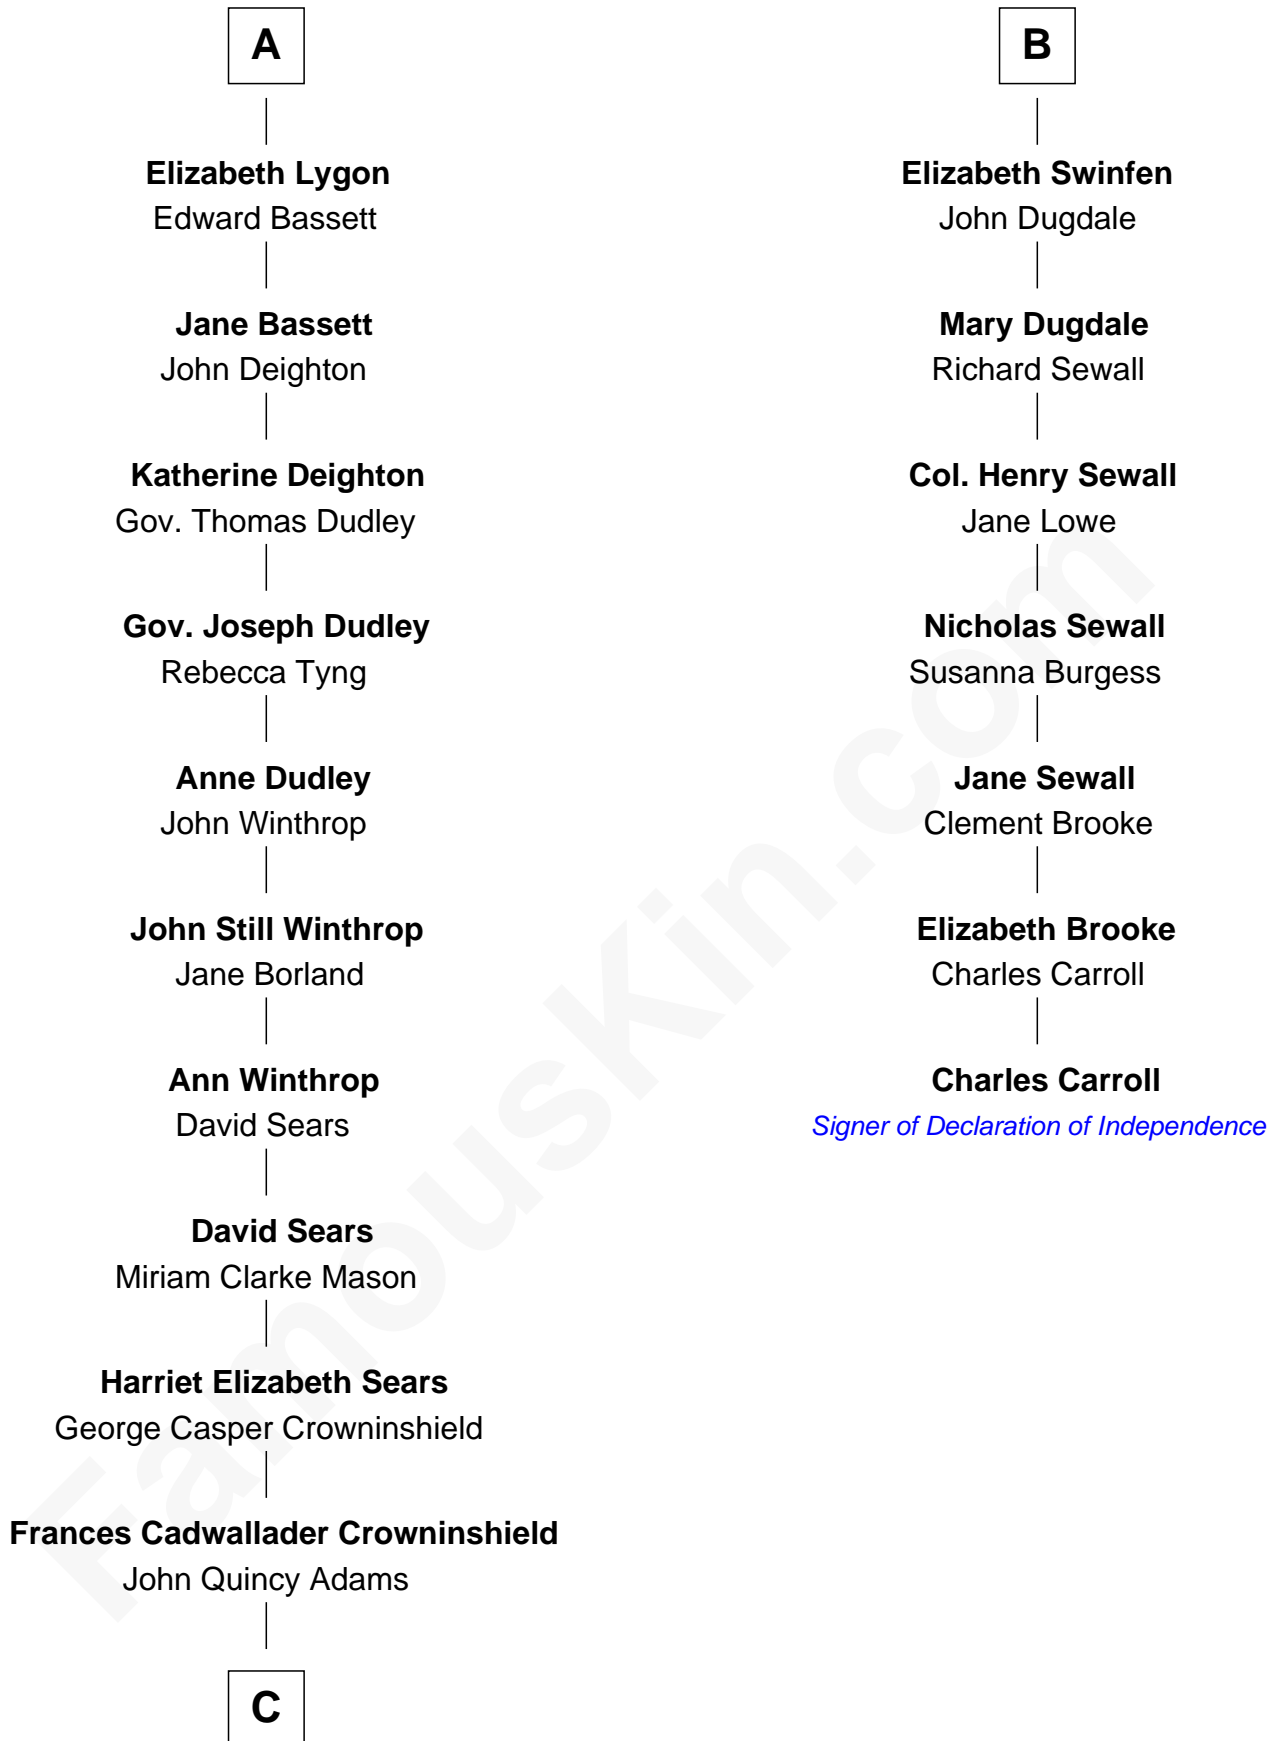 A
Elizabeth Lygon
Edward Bassett
Jane Bassett
John Deighton
Katherine Deighton
Gov. Thomas Dudley
Gov. Joseph Dudley
Rebecca Tyng
Anne Dudley
John Winthrop
John Still Winthrop
Jane Borland
Ann Winthrop
David Sears
David Sears
Miriam Clarke Mason
Harriet Elizabeth Sears
George Casper Crowninshield
Frances Cadwallader Crowninshield
John Quincy Adams
C
B
Elizabeth Swinfen
John Dugdale
Mary Dugdale
Richard Sewall
Col. Henry Sewall
Jane Lowe
Nicholas Sewall
Susanna Burgess
Jane Sewall
Clement Brooke
Elizabeth Brooke
Charles Carroll
Charles Carroll
Signer of Declaration of Independence
FamousKin.com